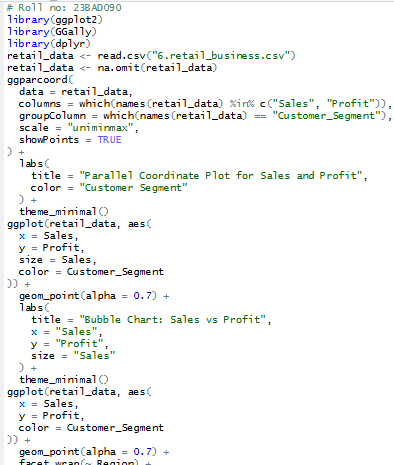 # Roll no: 23BAD090
library(ggplot2)
library(GGally)
library(dplyr)
retail_data <- read.csv("6.retail_business.csv")
retail_data <- na.omit(retail_data)
ggparcoord(
  data = retail_data,
  columns = which(names(retail_data) %in% c("Sales", "Profit")),
  groupColumn = which(names(retail_data) == "Customer_Segment"),
  scale = "uniminmax",
  showPoints = TRUE
) +
  labs(
    title = "Parallel Coordinate Plot for Sales and Profit",
    color = "Customer Segment"
  ) +
  theme_minimal()
ggplot(retail_data, aes(
  x = Sales,
  y = Profit,
  size = Sales,
  color = Customer_Segment
)) +
  geom_point(alpha = 0.7) +
  labs(
    title = "Bubble Chart: Sales vs Profit",
    x = "Sales",
    y = "Profit",
    size = "Sales"
  ) +
  theme_minimal()
ggplot(retail_data, aes(
  x = Sales,
  y = Profit,
  color = Customer_Segment
)) +
  geom_point(alpha = 0.7) +
  facet_wrap(~ Region) +